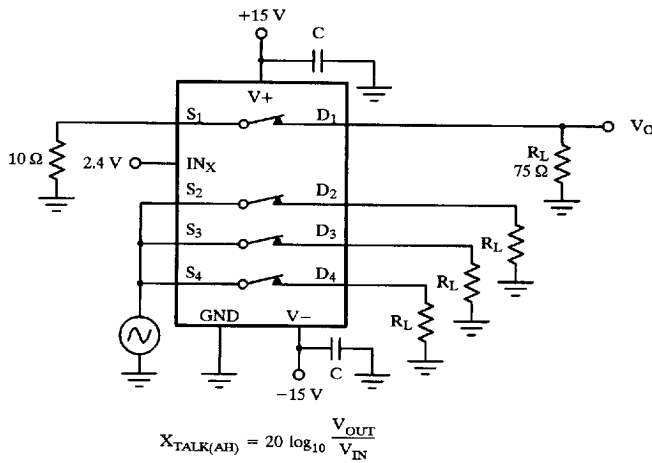 +15 V
C
V+
S1
D1
VO
10 Ω
2.4 V
INX
RL
75 Ω
S2
D2
S3
D3
RL
S4
D4
RL
RL
GND
V−
C
−15 V
XTALK(AH) = 20 log10 VOUT
VIN